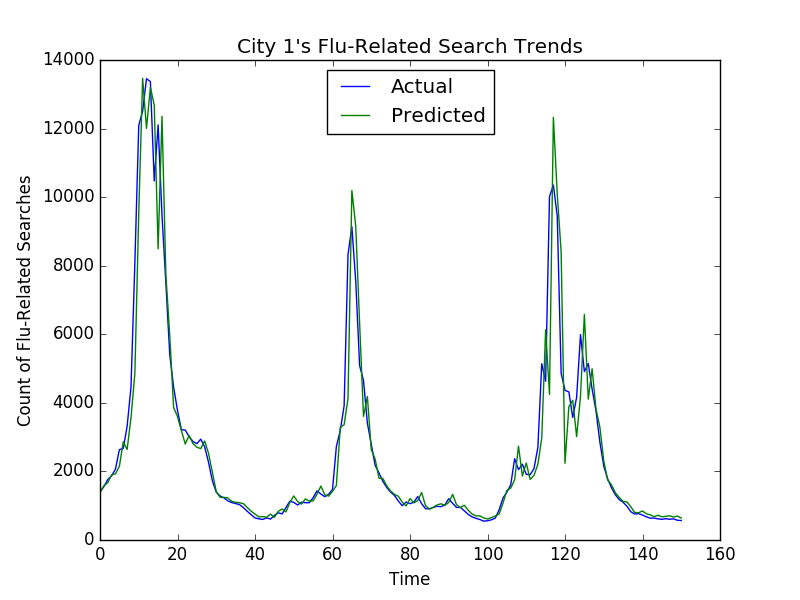 City 1's Flu-Related Search Trends
14000
12000
10000
8000
6000
4000
2000
0
Count of Flu-Related Searches
Actual
Predicted
0 20 40 60 80 100 120 140 160
Time